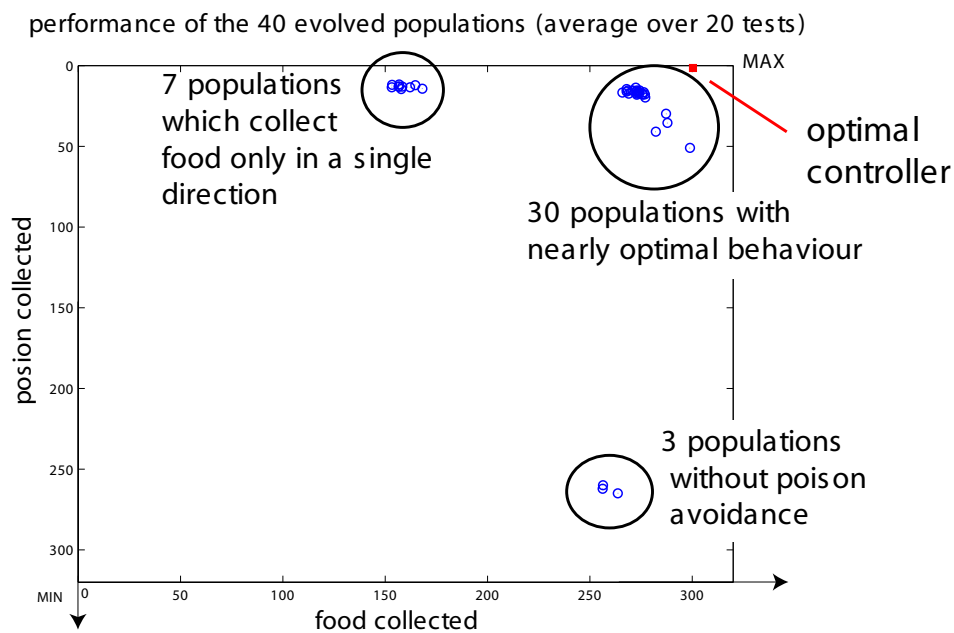 performance of the 40 evolved populations (average over 20 tests)
MAX
0
7 populations
which collect
food only in a single
direction
optimal
controller
50
30 populations with
nearly optimal behaviour
100
150
200
250
300
posion collected
3 populations
without poison
avoidance
MIN
0
50
100
150
200
250
300
food collected